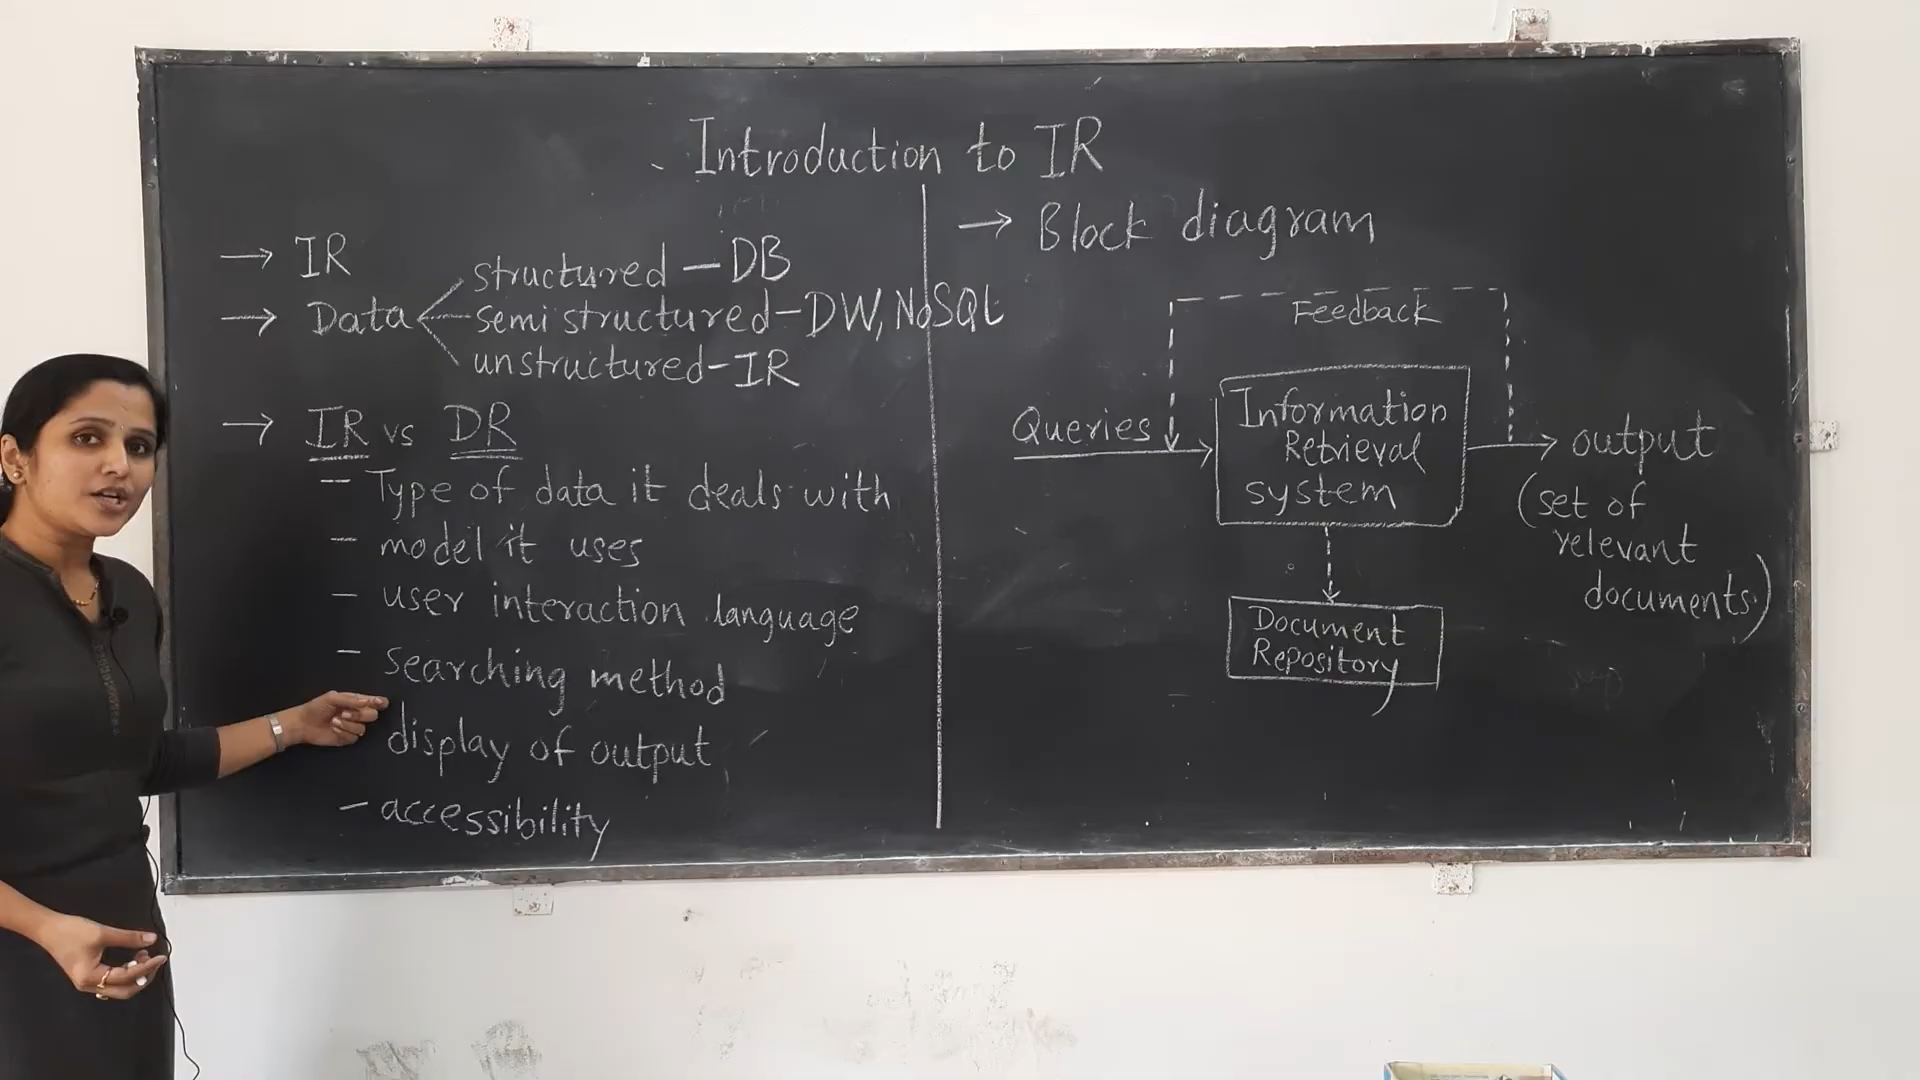 Introduction to IR
→ IR
→ Data
structured - DB
semi structured - DW, NoSQL
unstructured - IR
→ IR vs DR
- Type of data it deals with
- model it uses
- user interaction language
- searching method
display of output
- accessibility
→ Block diagram
Feedback
Queries
Information
Retrieval
system
output
(set of
relevant
documents)
Document
Repository